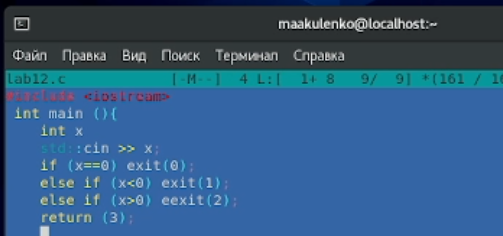 maakulenko@localhost:~
Файл Правка Вид Поиск Терминал Справка
lab12.c [-M--] 4 L:[ 1+ 8 9/ 9] *(161 /
#include <iostream>
int main (){
int x
std::cin >> x;
if (x==0) exit(0);
else if (x<0) exit(1);
else if (x>0) eexit(2);
return (3);